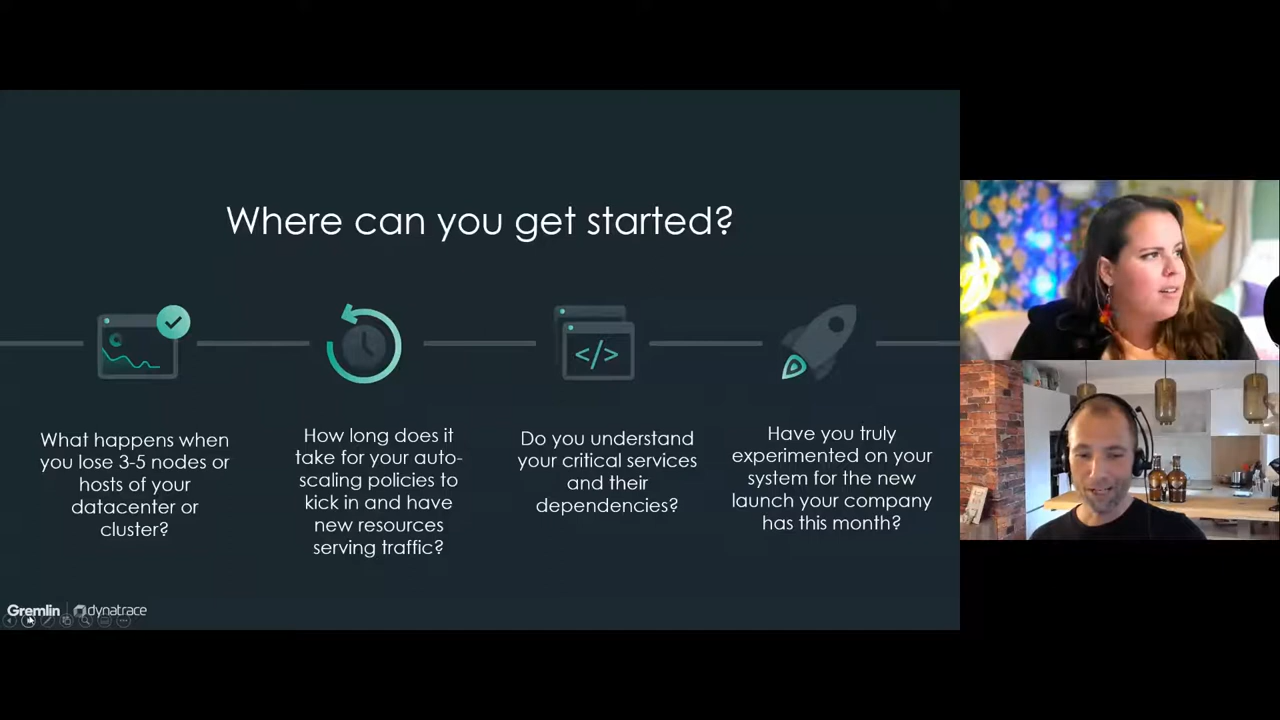 Where can you get started?
</>
What happens when
you lose 3-5 nodes or
hosts of your
datacenter or
cluster?
How long does it
take for your auto-
scaling policies to
kick in and have
new resources
serving traffic?
Do you understand
your critical services
and their
dependencies?
Have you truly
experimented on your
system for the new
launch your company
has this month?
Gremlin
dynatrace